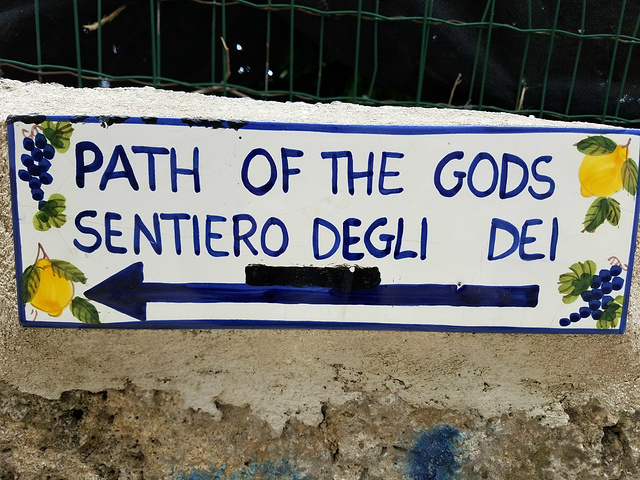 PATH OF THE GODS
SENTIERO DEGLI DEI